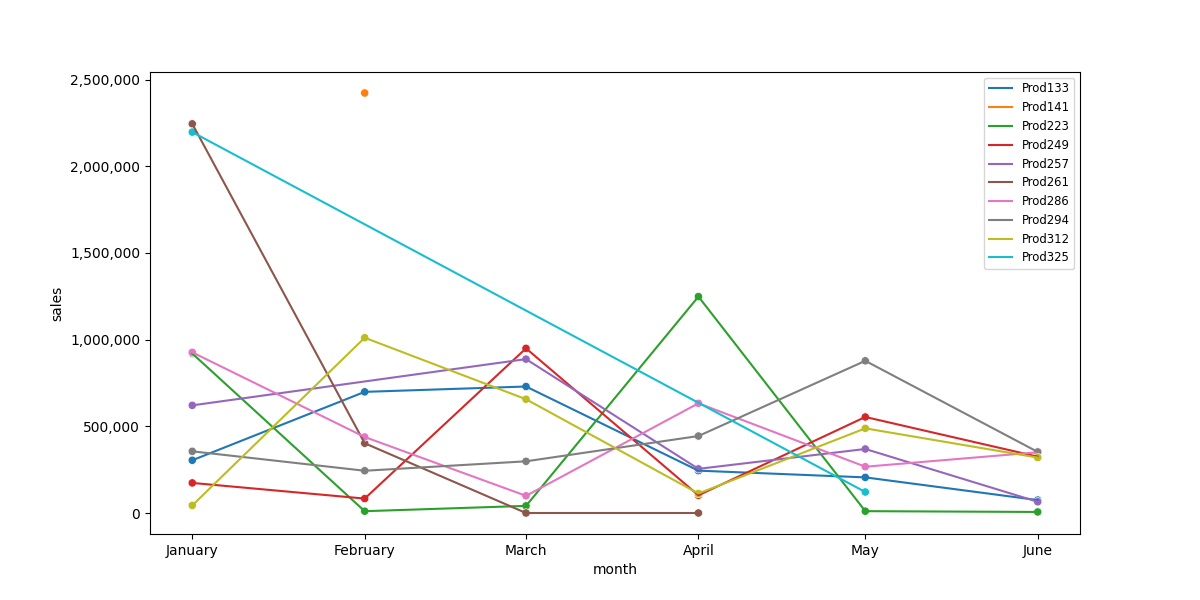 2,500,000
2,000,000
1,500,000
1,000,000
500,000
0
sales
January February March April May June
month
Prod133
Prod141
Prod223
Prod249
Prod257
Prod261
Prod286
Prod294
Prod312
Prod325